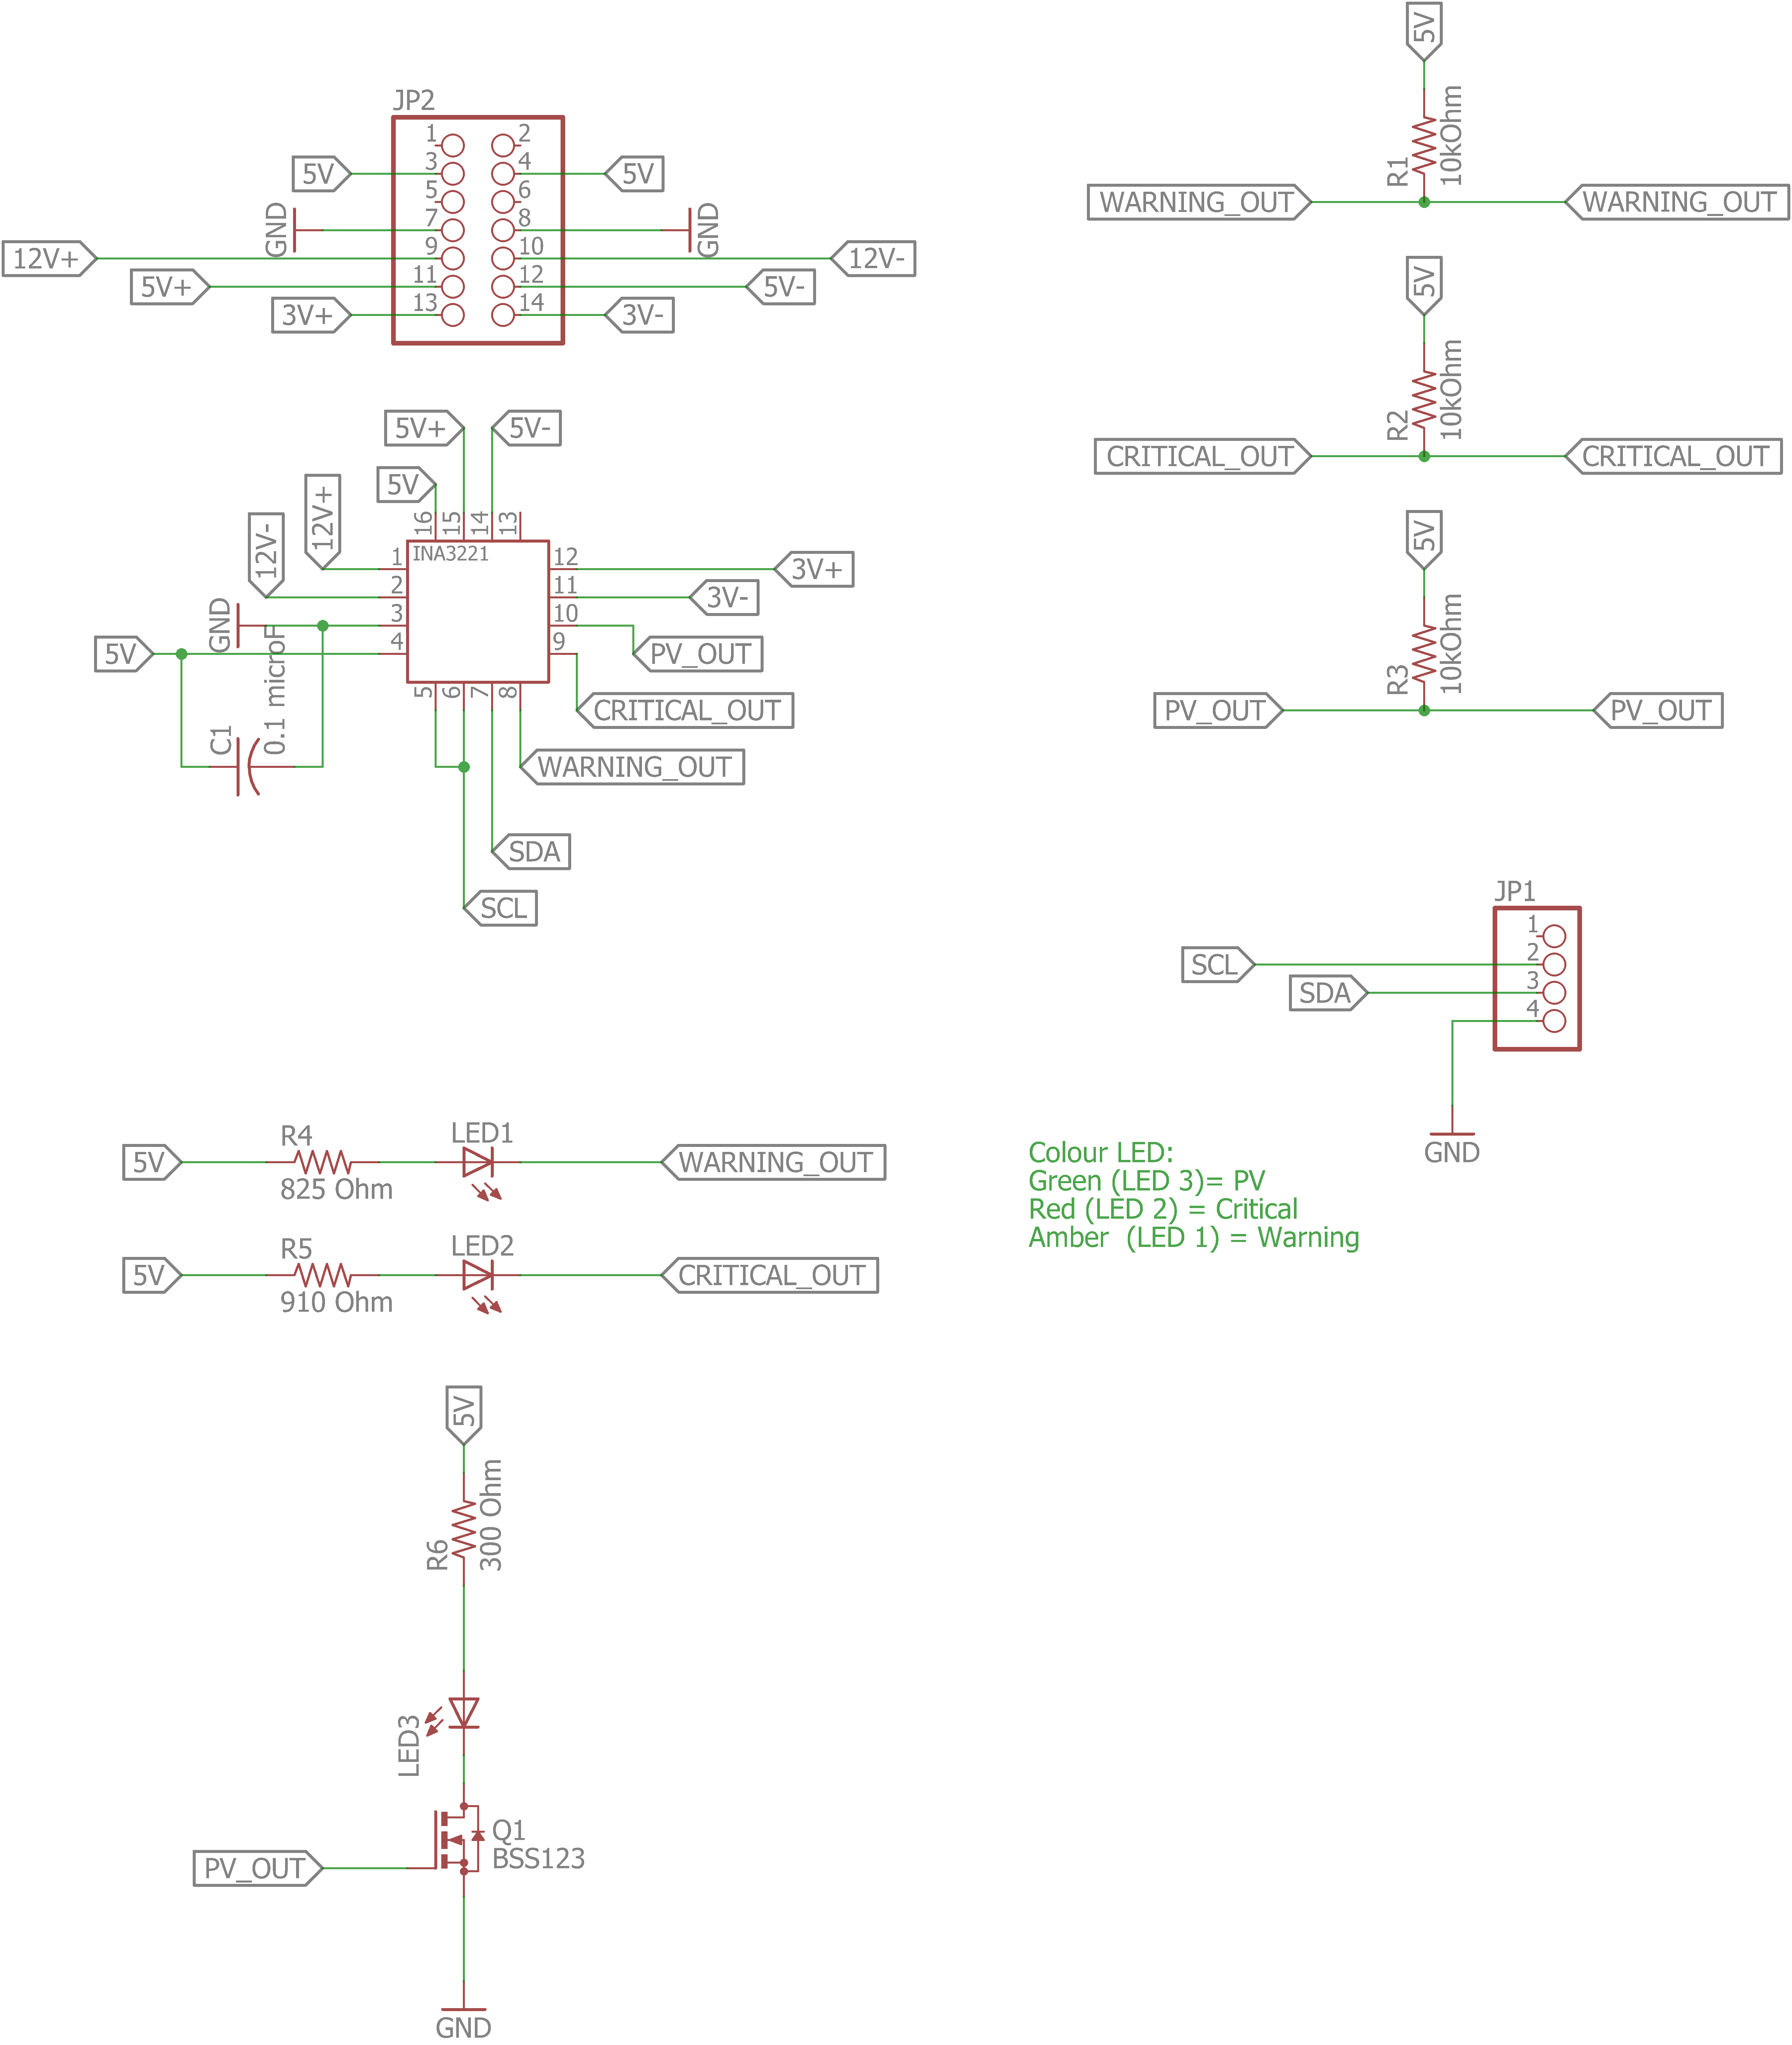 JP2
1
2
3
4
5
6
7
8
9
10
11
12
13
14
5V
5V
GND
GND
12V+
12V-
5V+
5V-
3V+
3V-
5V+
5V-
5V
12V+
12V-
16
15
14
13
INA3221
1
2
3
4
12
11
10
9
5
6
7
8
3V+
3V-
GND
5V
PV_OUT
CRITICAL_OUT
WARNING_OUT
C1
0.1 microF
SDA
SCL
5V
R1
10kOhm
WARNING_OUT
WARNING_OUT
5V
R2
10kOhm
CRITICAL_OUT
CRITICAL_OUT
5V
R3
10kOhm
PV_OUT
PV_OUT
JP1
1
2
3
4
SCL
SDA
GND
5V
R4
825 Ohm
LED1
WARNING_OUT
5V
R5
910 Ohm
LED2
CRITICAL_OUT
Colour LED:
Green (LED 3)= PV
Red (LED 2) = Critical
Amber  (LED 1) = Warning
5V
R6
300 Ohm
LED3
Q1
BSS123
PV_OUT
GND